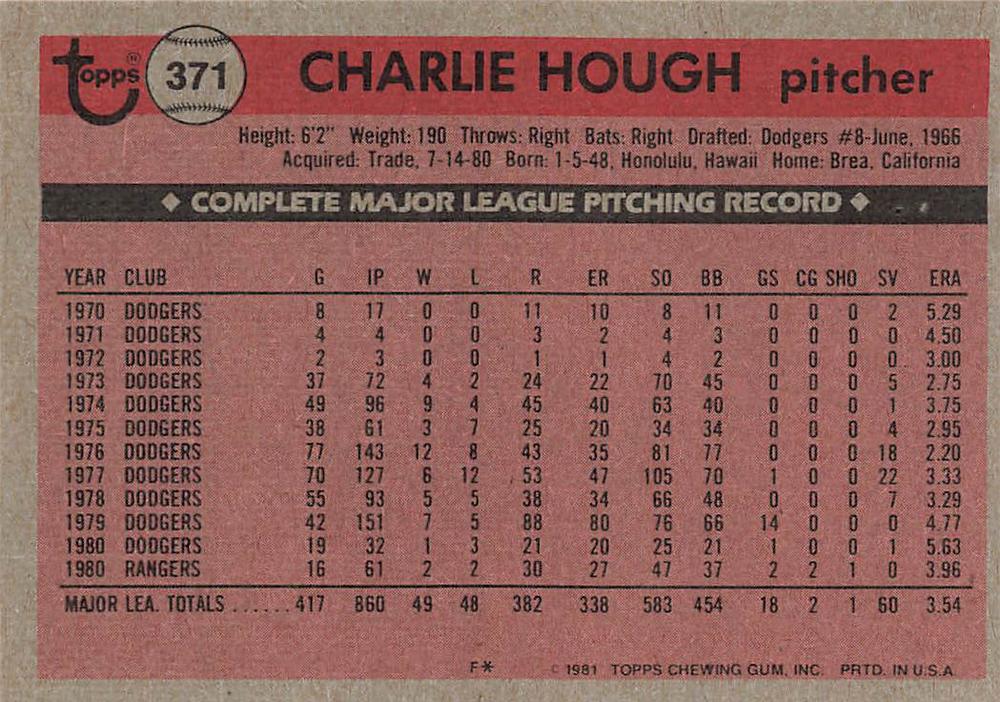 Topps® 371 CHARLIE HOUGH pitcher
Height: 6'2" Weight: 190 Throws: Right Bats: Right Drafted: Dodgers #8-June, 1966
Acquired: Trade, 7-14-80 Born: 1-5-48, Honolulu, Hawaii Home: Brea, California
◆ COMPLETE MAJOR LEAGUE PITCHING RECORD ◆
YEAR CLUB G IP W L R ER SO BB GS CG SHO SV ERA
1970 DODGERS 8 17 0 0 11 10 8 11 0 0 0 2 5.29
1971 DODGERS 4 4 0 0 3 2 4 3 0 0 0 0 4.50
1972 DODGERS 2 3 0 0 1 1 4 2 0 0 0 0 3.00
1973 DODGERS 37 72 4 2 24 22 70 45 0 0 0 5 2.75
1974 DODGERS 49 96 9 4 45 40 63 40 0 0 0 1 3.75
1975 DODGERS 38 61 3 7 25 20 34 34 0 0 0 4 2.95
1976 DODGERS 77 143 12 8 43 35 81 77 0 0 0 18 2.20
1977 DODGERS 70 127 6 12 53 47 105 70 1 0 0 22 3.33
1978 DODGERS 55 93 5 5 38 34 66 48 0 0 0 7 3.29
1979 DODGERS 42 151 7 5 88 80 76 66 14 0 0 0 4.77
1980 DODGERS 19 32 1 3 21 20 25 21 1 0 0 1 5.63
1980 RANGERS 16 61 2 2 30 27 47 37 2 2 1 0 3.96
MAJOR LEA. TOTALS ...... 417 860 49 48 382 338 583 454 18 2 1 60 3.54
F* © 1981 TOPPS CHEWING GUM, INC. PRTD. IN U.S.A.